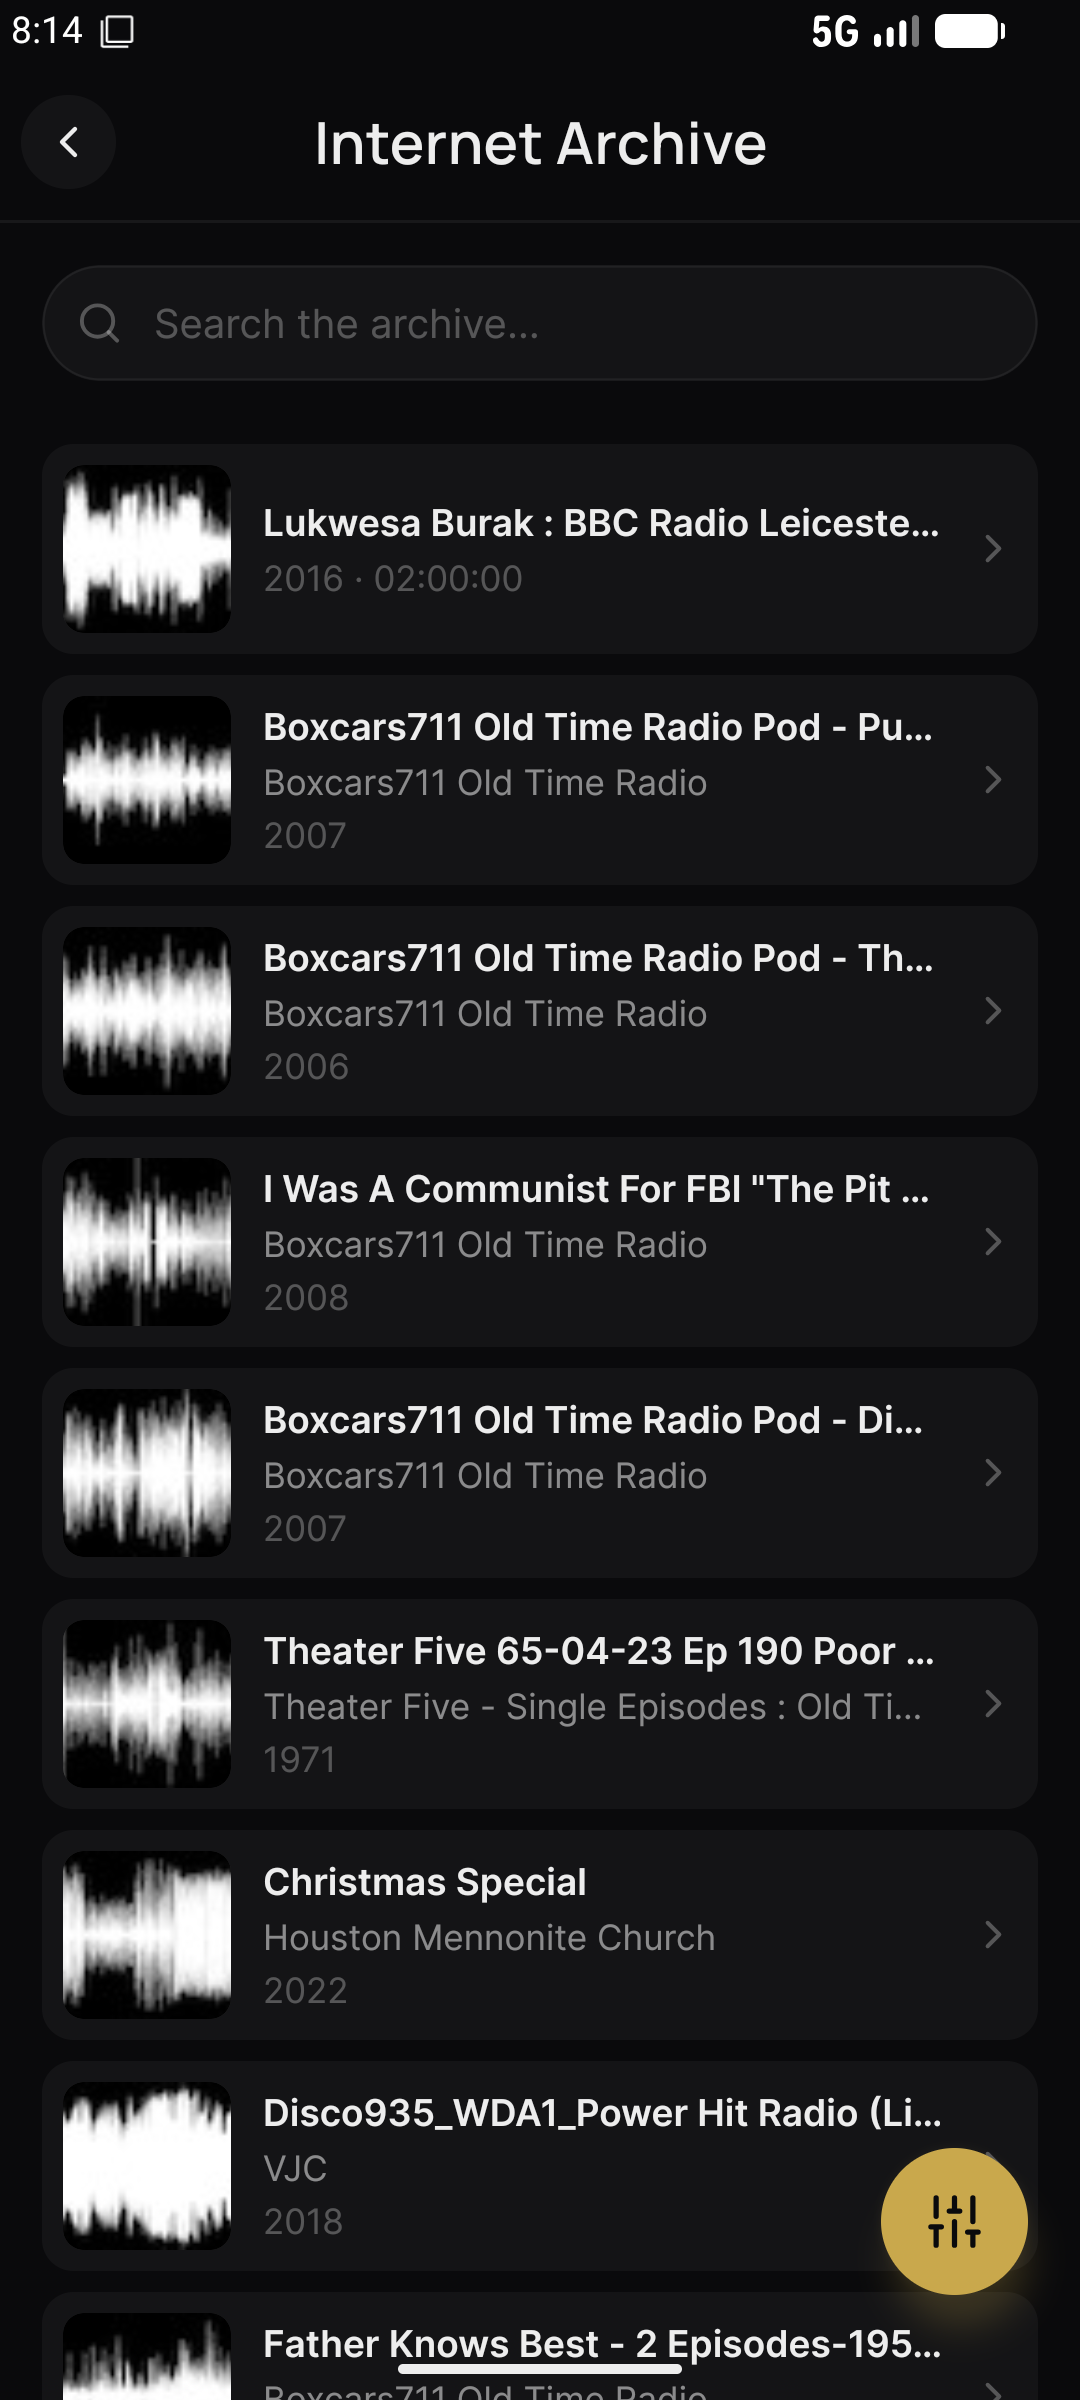 8:14
5G
Internet Archive
Search the archive...
Lukwesa Burak : BBC Radio Leiceste...
2016 · 02:00:00
Boxcars711 Old Time Radio Pod - Pu...
Boxcars711 Old Time Radio
2007
Boxcars711 Old Time Radio Pod - Th...
Boxcars711 Old Time Radio
2006
I Was A Communist For FBI "The Pit ...
Boxcars711 Old Time Radio
2008
Boxcars711 Old Time Radio Pod - Di...
Boxcars711 Old Time Radio
2007
Theater Five 65-04-23 Ep 190 Poor ...
Theater Five - Single Episodes : Old Ti...
1971
Christmas Special
Houston Mennonite Church
2022
Disco935_WDA1_Power Hit Radio (Li...
VJC
2018
Father Knows Best - 2 Episodes-195...
Boxcars711 Old Time Radio